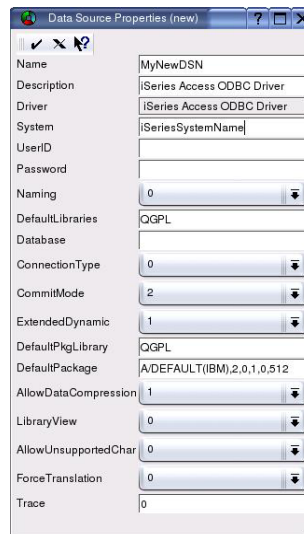 Data Source Properties (new)
Name MyNewDSN
Description iSeries Access ODBC Driver
Driver iSeries Access ODBC Driver
System iSeriesSystemName
UserID
Password
Naming 0
DefaultLibraries QGPL
Database
ConnectionType 0
CommitMode 2
ExtendedDynamic 1
DefaultPkgLibrary QGPL
DefaultPackage A/DEFAULT(IBM),2,0,1,0,512
AllowDataCompression 1
LibraryView 0
AllowUnsupportedChar 0
ForceTranslation 0
Trace 0